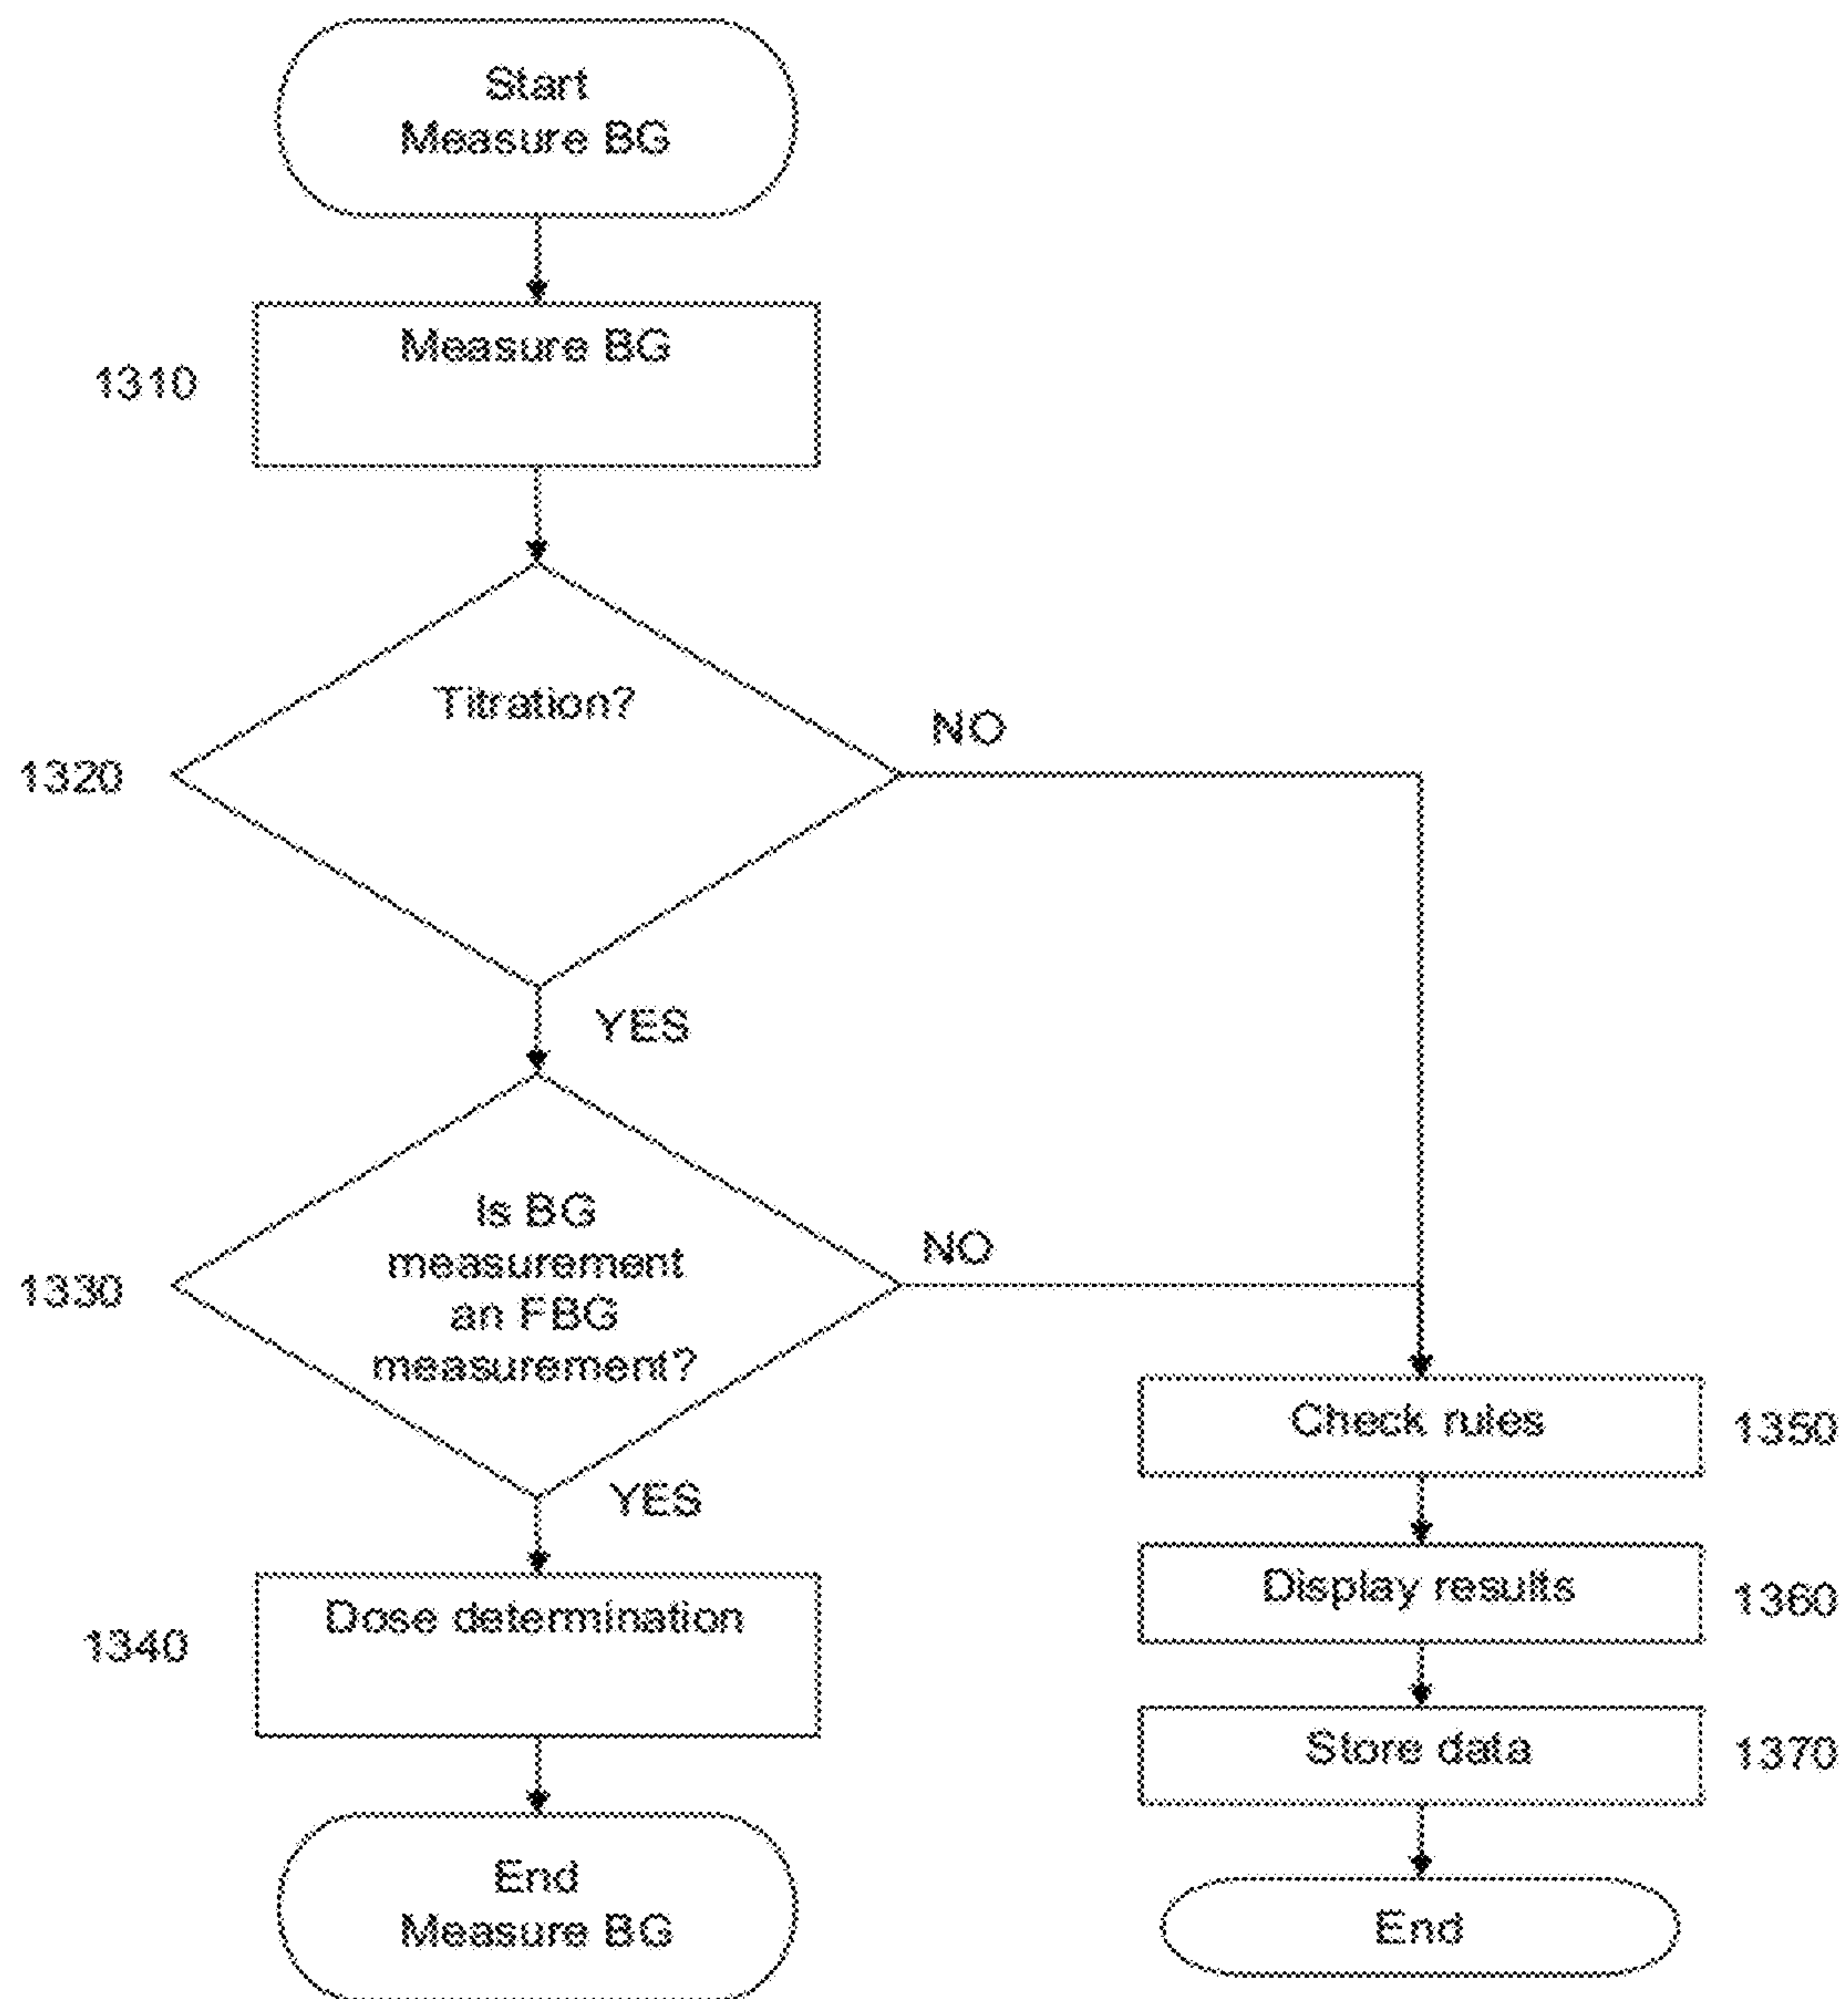 Start
Measure BG
Measure BG
1310
Titration?
NO
1320
YES
Is BG
measurement
an FBG
measurement?
NO
1330
YES
Check rules
1350
Dose determination
1340
Display results
1360
Store data
1370
End
Measure BG
End